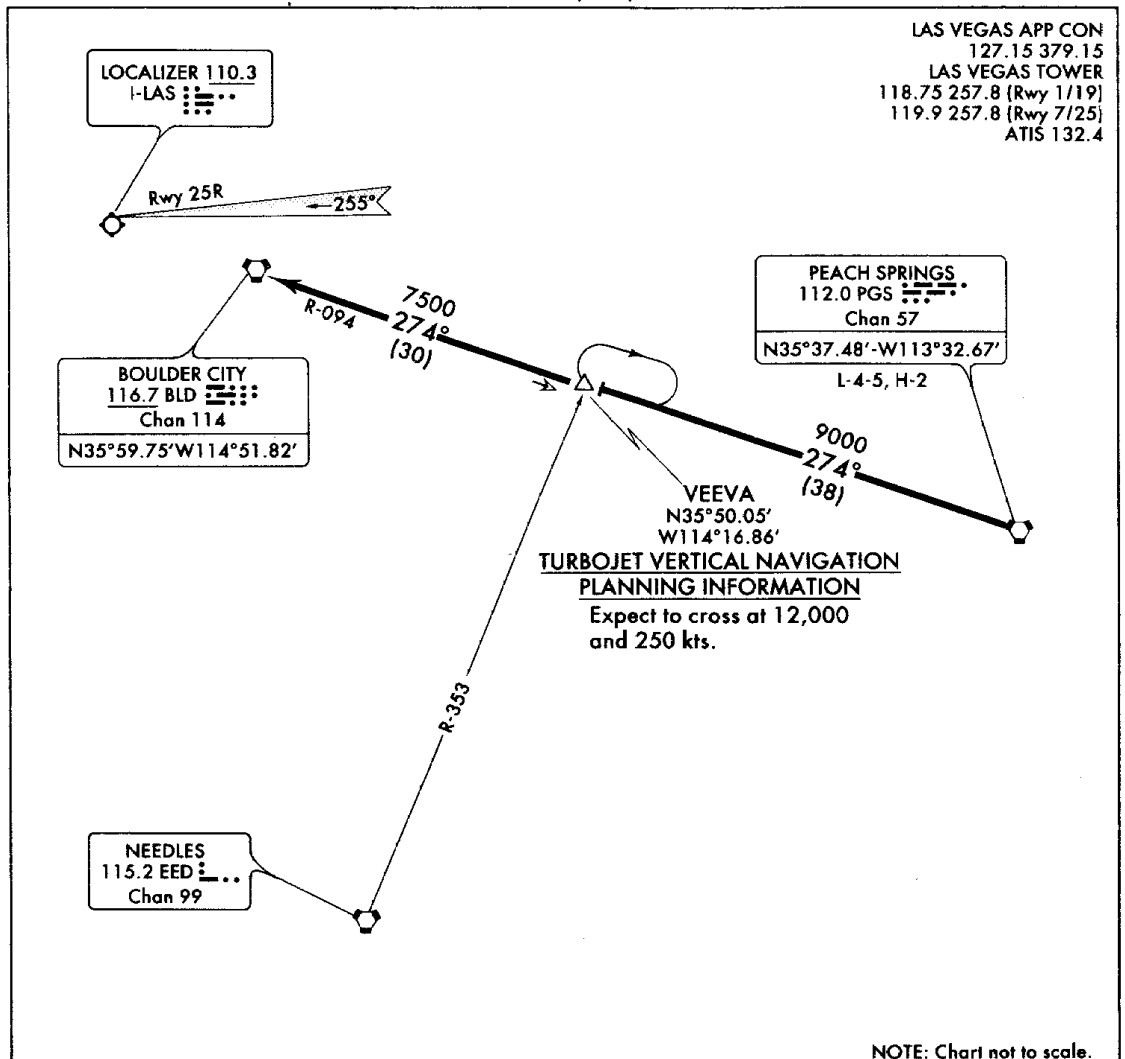 LAS VEGAS APP CON
127.15 379.15
LAS VEGAS TOWER
118.75 257.8 (Rwy 1/19)
119.9 257.8 (Rwy 7/25)
ATIS 132.4
LOCALIZER 110.3
I-LAS
Rwy 25R
255°
PEACH SPRINGS
112.0 PGS
Chan 57
N35°37.48'-W113°32.67'
L-4-5, H-2
7500
274°
(30)
R-094
BOULDER CITY
116.7 BLD
Chan 114
N35°59.75'W114°51.82'
9000
274°
(38)
VEEVA
N35°50.05'
W114°16.86'
TURBOJET VERTICAL NAVIGATION
PLANNING INFORMATION
Expect to cross at 12,000
and 250 kts.
R-353
NEEDLES
115.2 EED
Chan 99
NOTE: Chart not to scale.